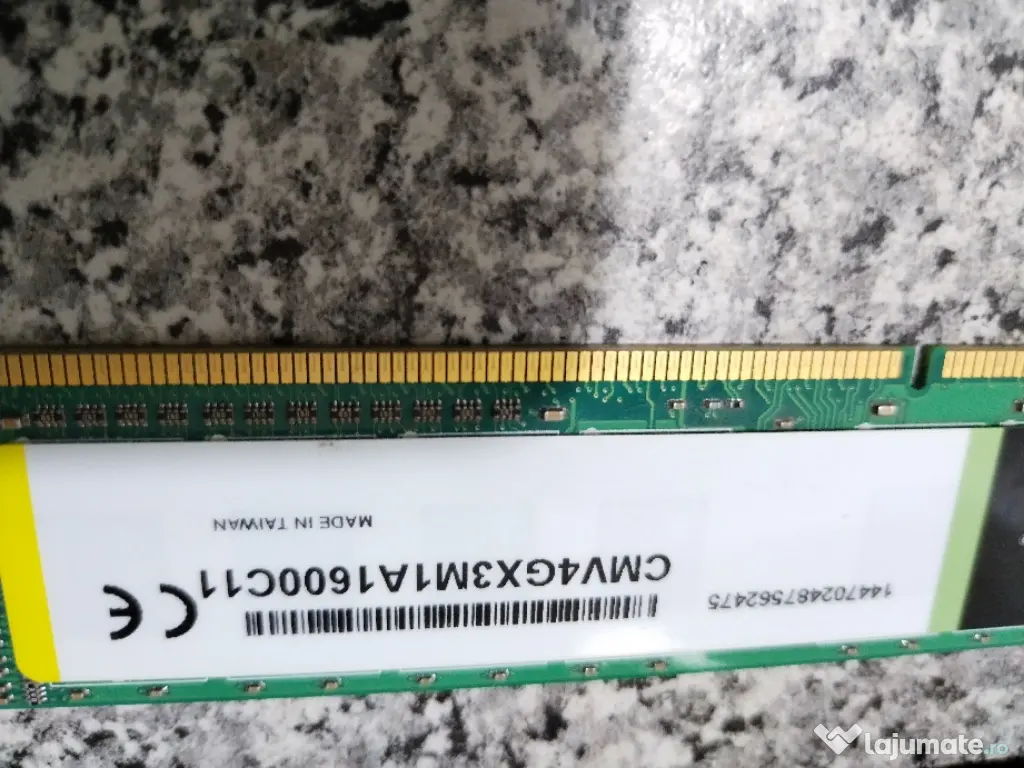 144702487562475
CMV4GX3M1A1600C11
CE
MADE IN TAIWAN
lajumate.ro